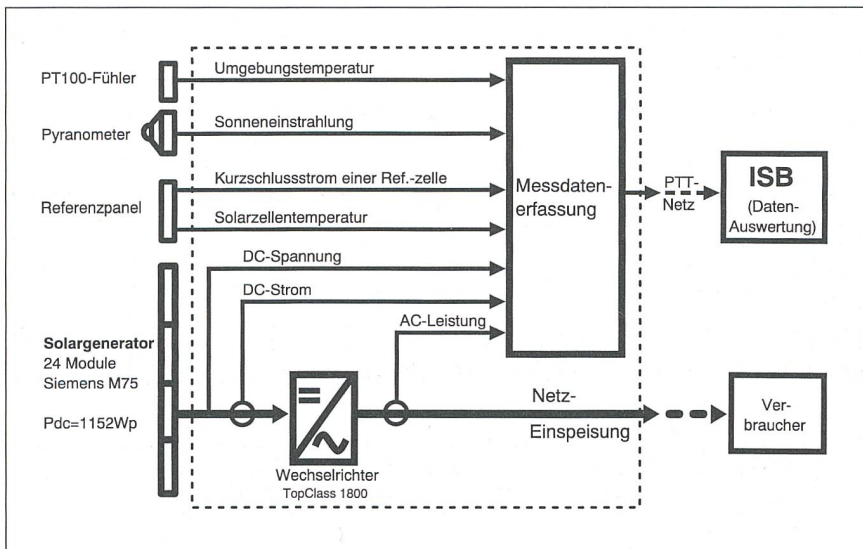 PT100-Fühler
Umgebungstemperatur
Pyranometer
Sonneneinstrahlung
Referenzpanel
Kurzschlussstrom einer Ref.-zelle
Solarzellentemperatur
DC-Spannung
DC-Strom
AC-Leistung
Messdaten-
erfassung
PTT-
Netz
ISB
(Daten-
Auswertung)
Solargenerator
24 Module
Siemens M75
Pdc=1152Wp
Wechselrichter
TopClass 1800
Netz-
Einspeisung
Ver-
braucher